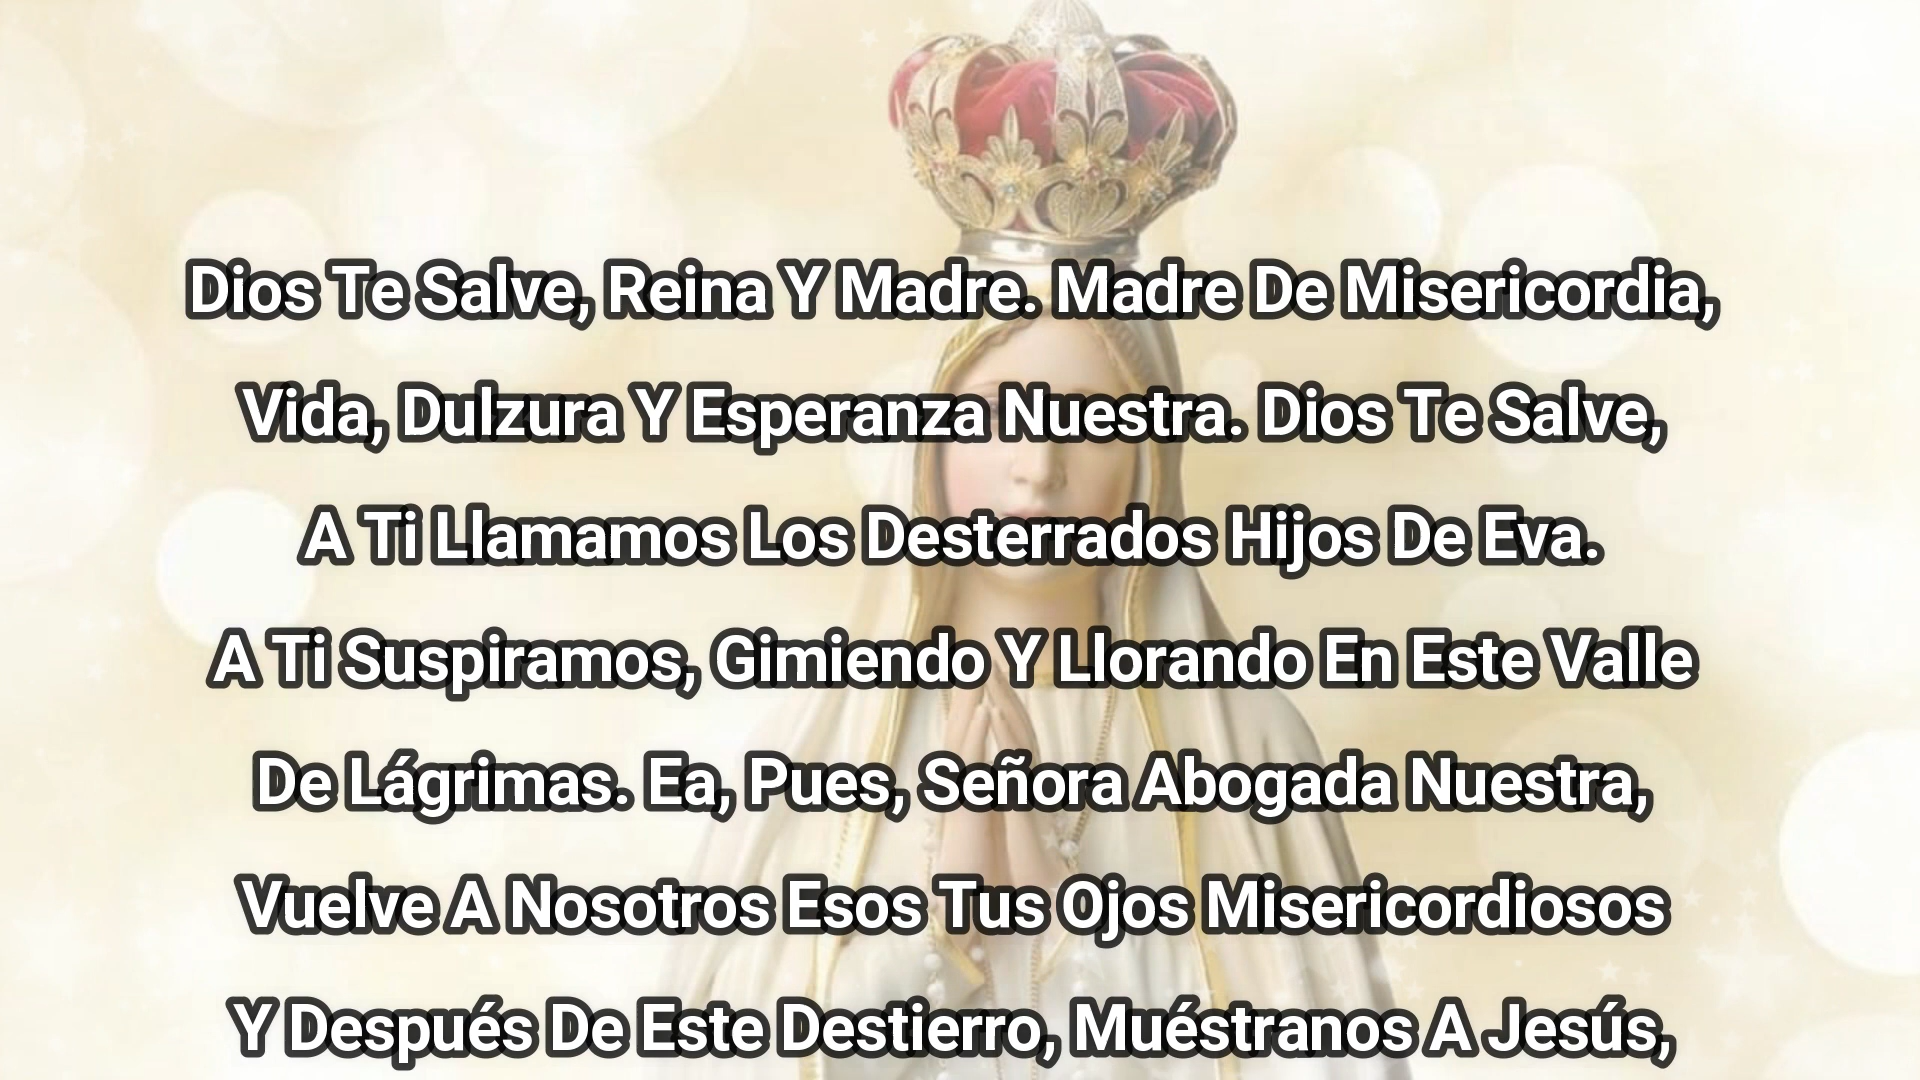 Dios Te Salve, Reina Y Madre. Madre De Misericordia,
Vida, Dulzura Y Esperanza Nuestra. Dios Te Salve,
A Ti Llamamos Los Desterrados Hijos De Eva.
A Ti Suspiramos, Gimiendo Y Llorando En Este Valle
De Lágrimas. Ea, Pues, Señora Abogada Nuestra,
Vuelve A Nosotros Esos Tus Ojos Misericordiosos
Y Después De Este Destierro, Muéstranos A Jesús,